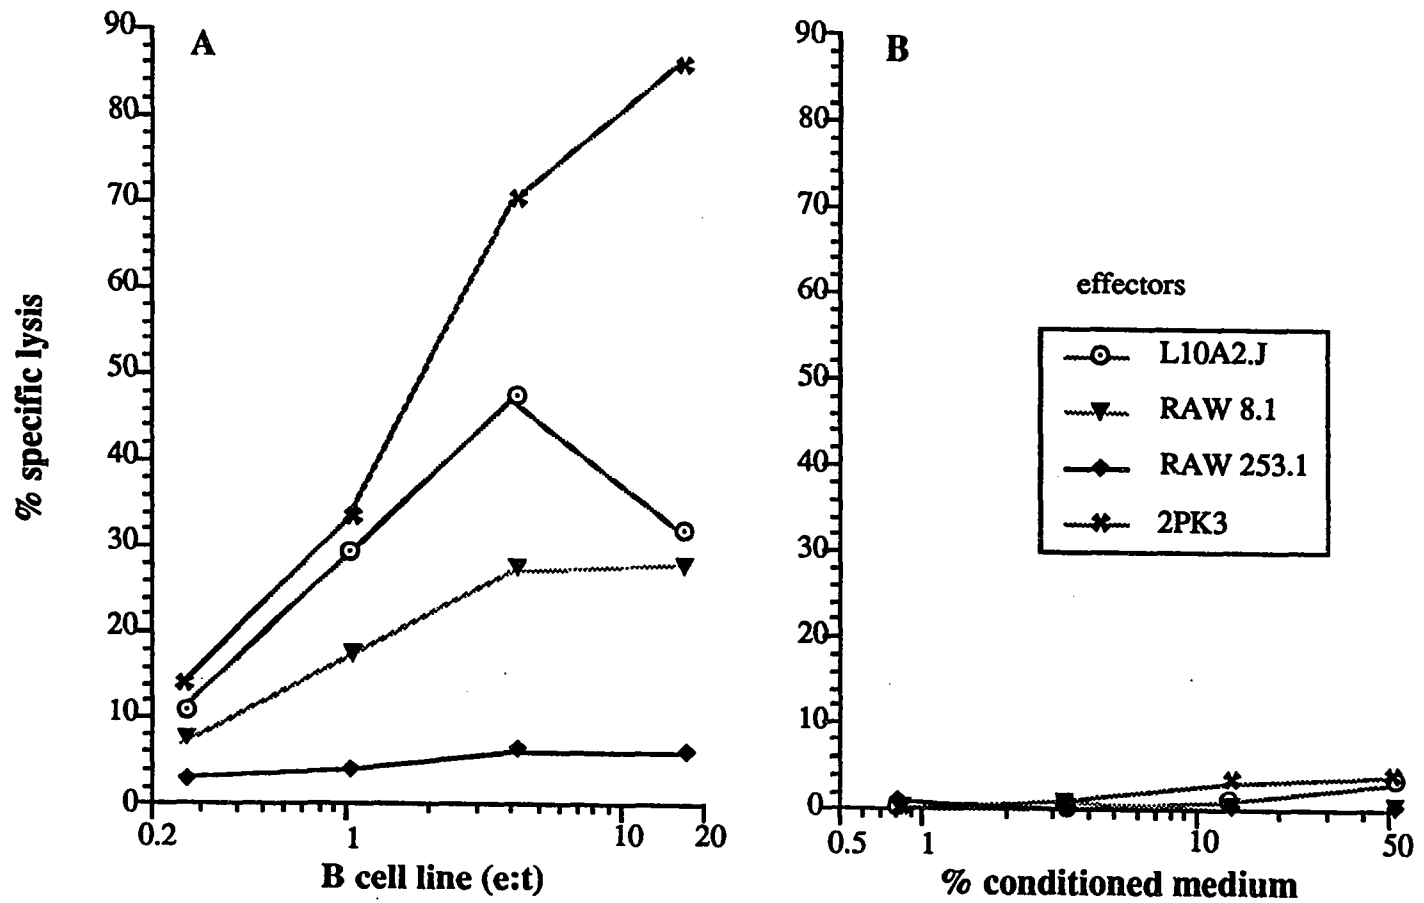 A
90
80
70
60
50
40
30
20
10
0
% specific lysis
0.2 1 10 20
B cell line (e:t)
B
90
80
70
60
50
40
30
20
10
0
effectors
L10A2.J
RAW 8.1
RAW 253.1
2PK3
0.5 1 10 50
% conditioned medium